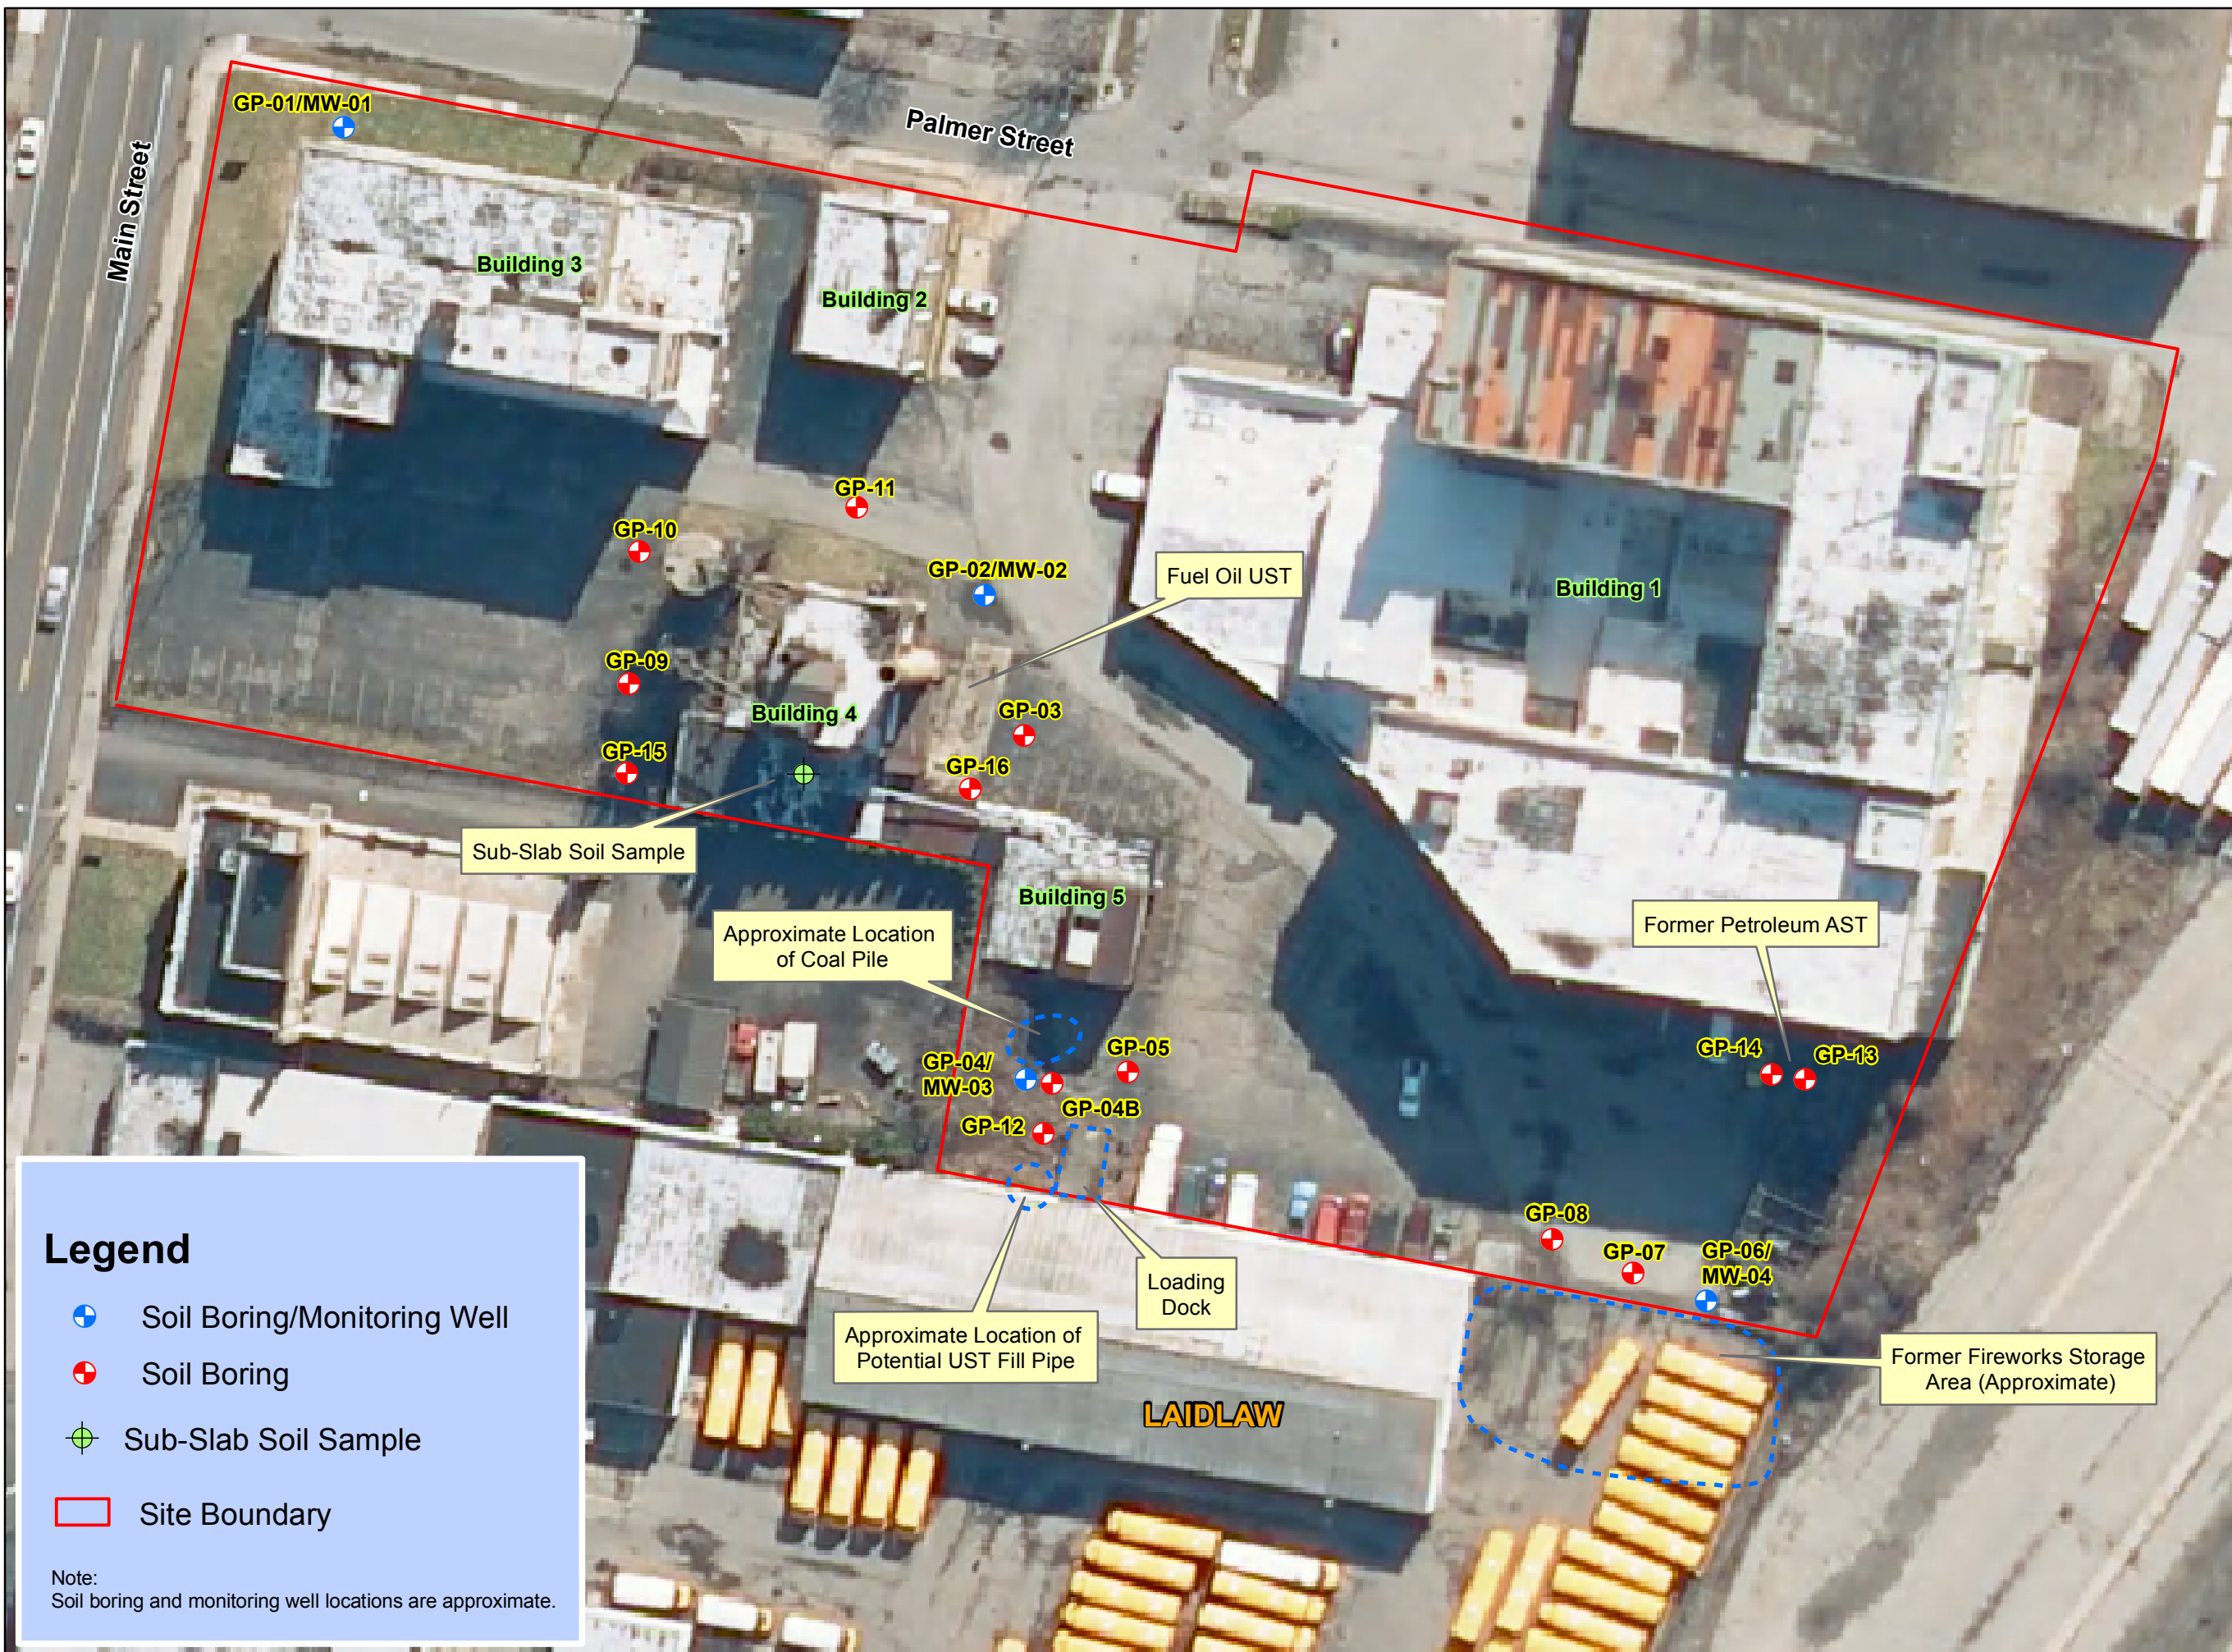 GP-01/MW-01
Palmer Street
Main Street
Building 3
Building 2
GP-11
GP-10
GP-02/MW-02
Fuel Oil UST
Building 1
GP-09
GP-03
Building 4
GP-15
GP-16
Sub-Slab Soil Sample
Building 5
Approximate Location
of Coal Pile
Former Petroleum AST
GP-04/
MW-03
GP-05
GP-14
GP-13
GP-04B
GP-12
GP-08
GP-07
GP-06/
MW-04
Loading
Dock
Approximate Location of
Potential UST Fill Pipe
Former Fireworks Storage
Area (Approximate)
LAIDLAW
Legend
Soil Boring/Monitoring Well
Soil Boring
Sub-Slab Soil Sample
Site Boundary
Note:
Soil boring and monitoring well locations are approximate.